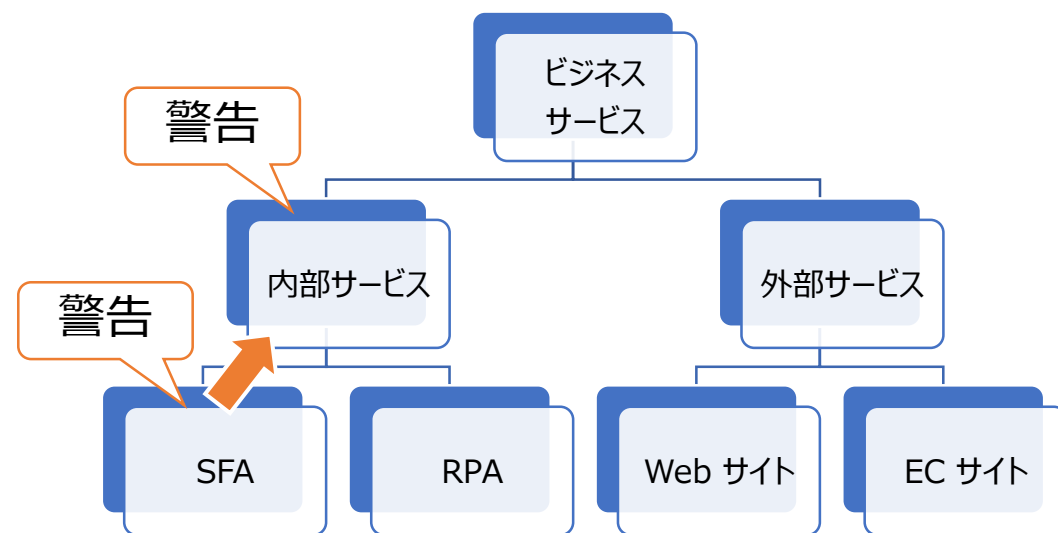 ビジネス
サービス
警告
内部サービス
外部サービス
警告
SFA
RPA
Web サイト
EC サイト